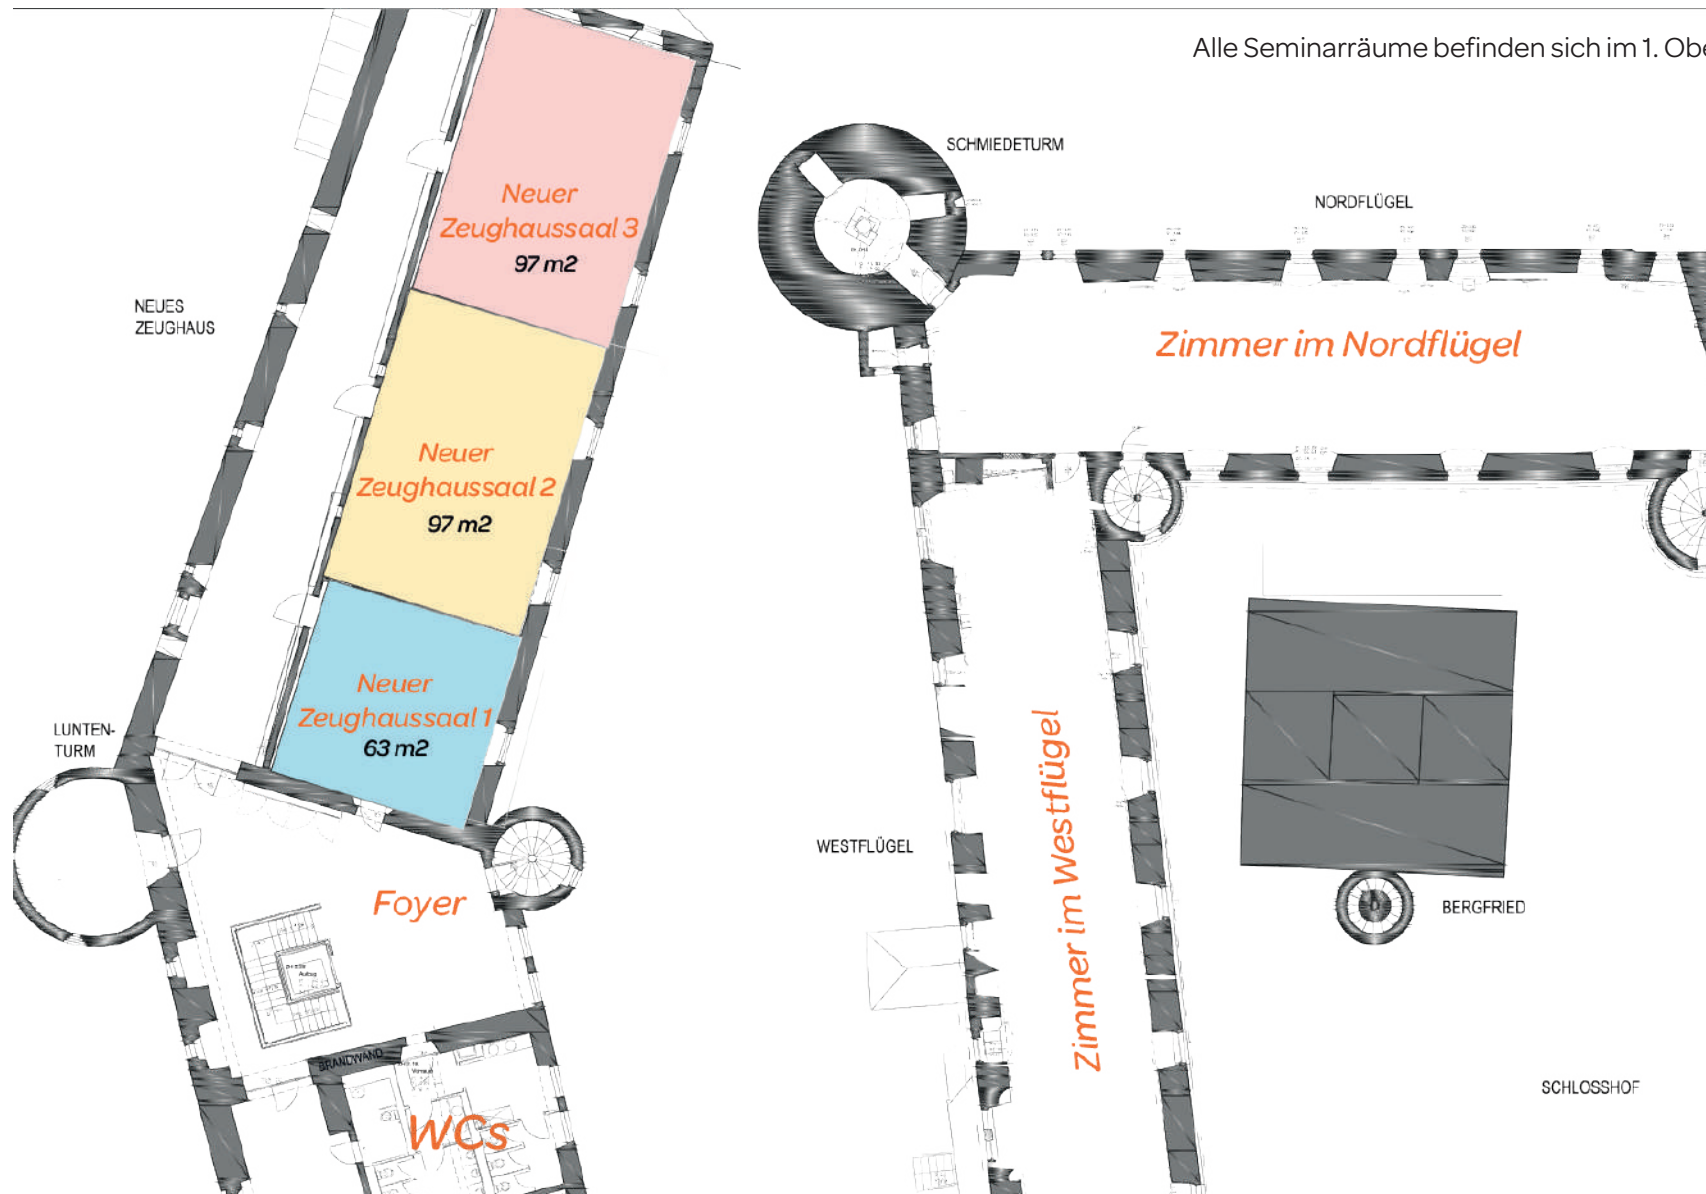 Alle Seminarräume befinden sich im 1. Obe
SCHMIEDETURM
NORDFLÜGEL
Neuer
Zeughaussaal 3
97 m2
NEUES
ZEUGHAUS
Zimmer im Nordflügel
Neuer
Zeughaussaal 2
97 m2
Neuer
Zeughaussaal 1
63 m2
LUNTEN-
TURM
Zimmer im Westflügel
WESTFLÜGEL
Foyer
BERGFRIED
BRANDWAND
SCHLOSSHOF
WCs